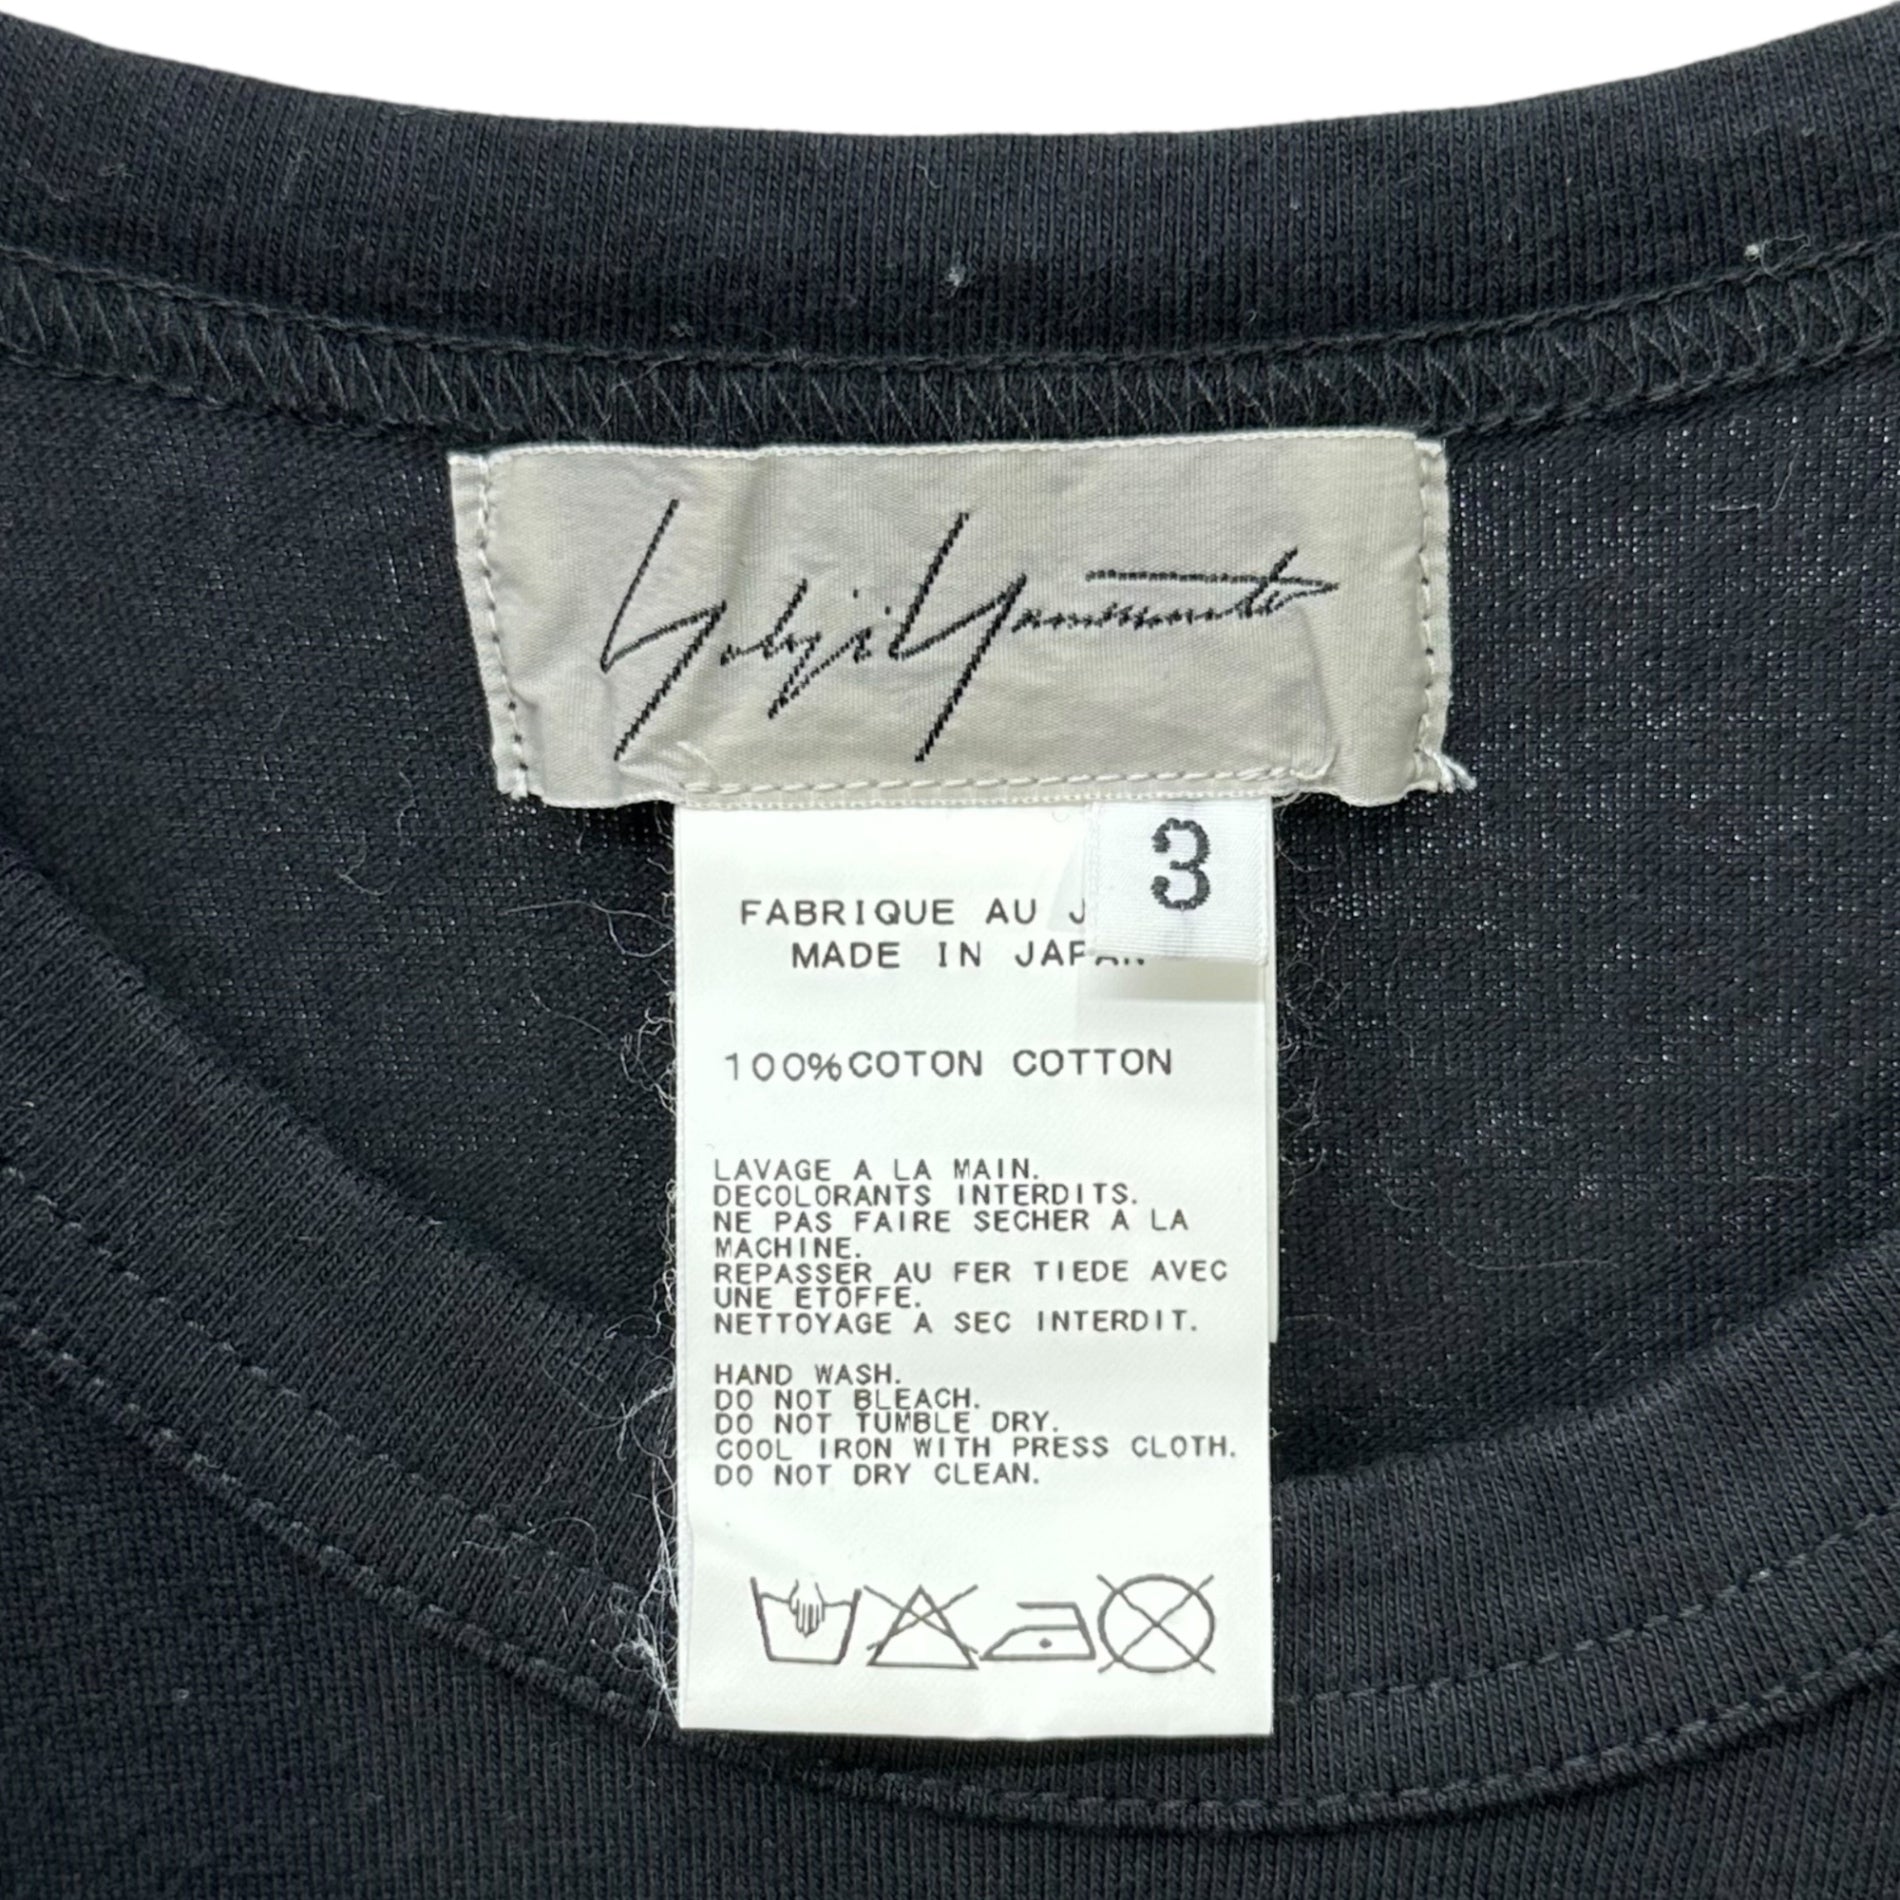 Yohji Yamamoto
3
FABRIQUE AU J
MADE IN JAPAN
100%COTON COTTON
LAVAGE A LA MAIN.
DECOLORANTS INTERDITS.
NE PAS FAIRE SECHER A LA
MACHINE.
REPASSER AU FER TIEDE AVEC
UNE ETOFFE.
NETTOYAGE A SEC INTERDIT.
HAND WASH.
DO NOT BLEACH.
DO NOT TUMBLE DRY.
COOL IRON WITH PRESS CLOTH.
DO NOT DRY CLEAN.